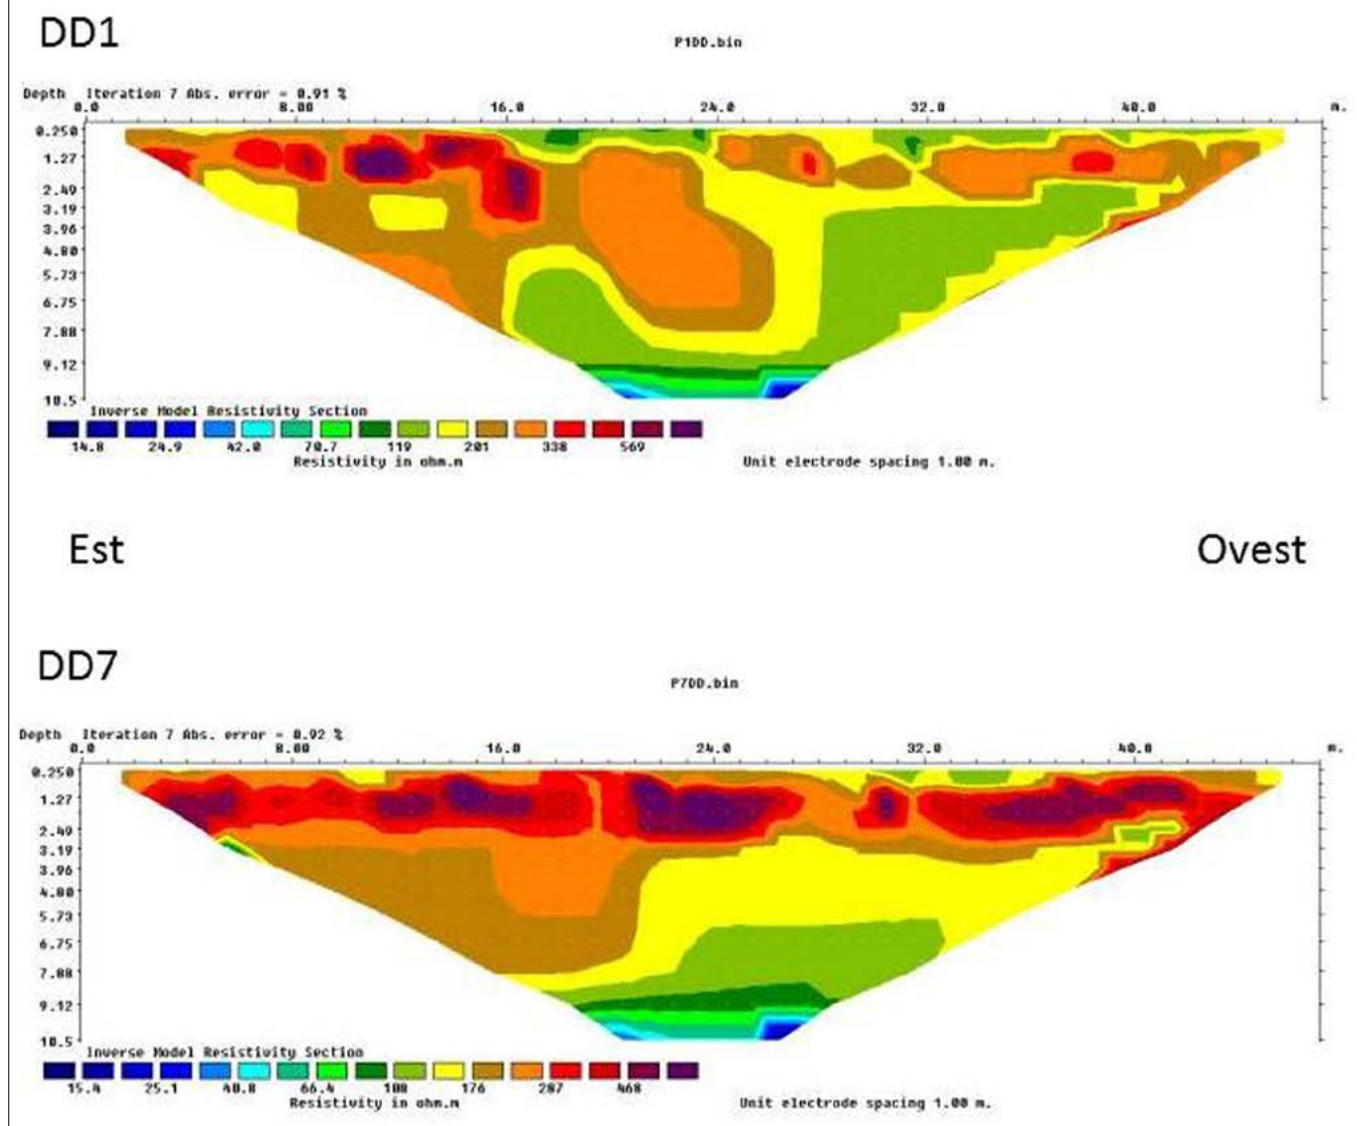 DD1
P1DD.bin
Depth Iteration 7 Abs. error = 0.91 %
0.0 8.00 16.0 24.0 32.0 40.0 m.
0.250
1.27
2.49
3.19
3.96
4.80
5.73
6.75
7.88
9.12
10.5
Inverse Model Resistivity Section
14.8 24.9 42.0 70.7 119 201 338 569
Resistivity in ohm.m Unit electrode spacing 1.00 m.
Est Ovest
DD7
P7DD.bin
Depth Iteration 7 Abs. error = 0.92 %
0.0 8.00 16.0 24.0 32.0 40.0 m.
0.250
1.27
2.49
3.19
3.96
4.80
5.73
6.75
7.88
9.12
10.5
Inverse Model Resistivity Section
15.4 25.1 40.8 66.4 108 176 287 468
Resistivity in ohm.m Unit electrode spacing 1.00 m.